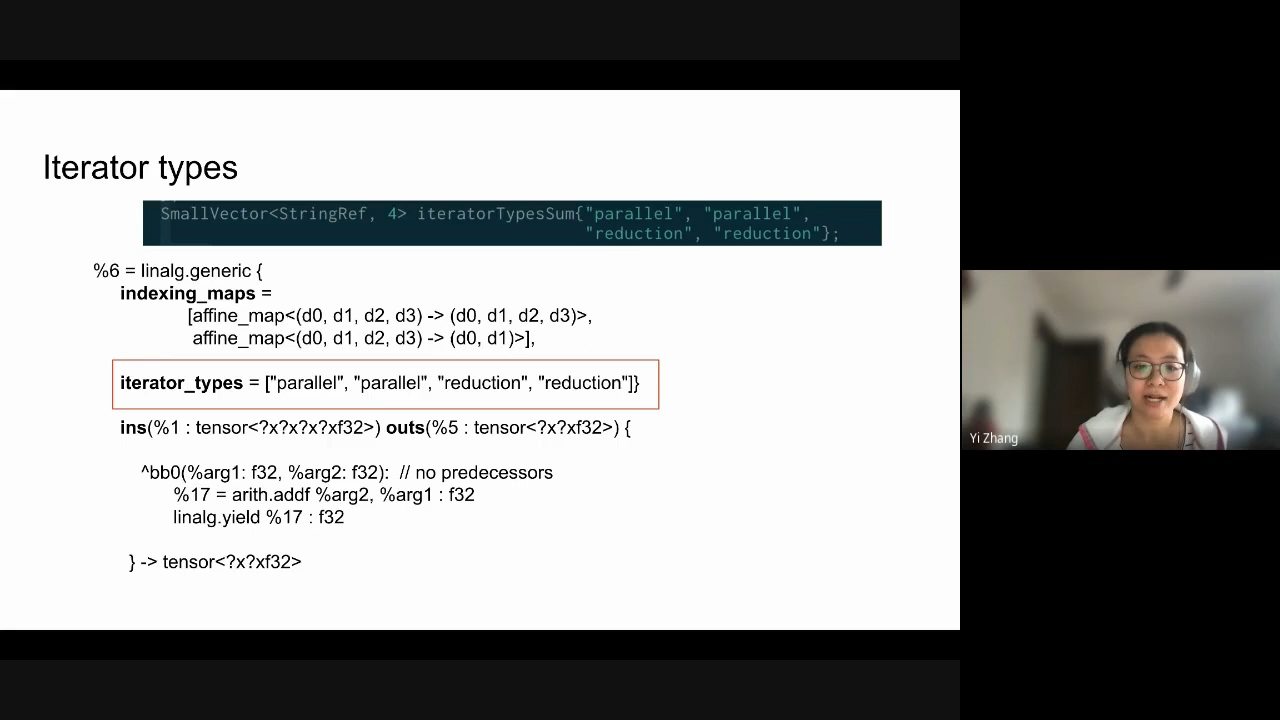 Iterator types
SmallVector<StringRef, 4> iteratorTypesSum{"parallel", "parallel",
"reduction", "reduction"};
%6 = linalg.generic {
indexing_maps =
[affine_map<(d0, d1, d2, d3) -> (d0, d1, d2, d3)>,
affine_map<(d0, d1, d2, d3) -> (d0, d1)>],
iterator_types = ["parallel", "parallel", "reduction", "reduction"]}
ins(%1 : tensor<?x?x?x?xf32>) outs(%5 : tensor<?x?xf32>) {
^bb0(%arg1: f32, %arg2: f32):  // no predecessors
%17 = arith.addf %arg2, %arg1 : f32
linalg.yield %17 : f32
} -> tensor<?x?xf32>
Yi Zhang